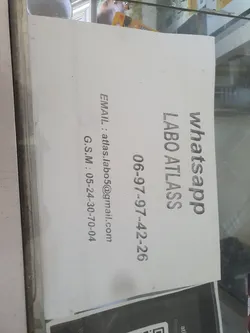 whatsapp
LABO ATLASS
06-97-97-42-26
EMAIL : atlas.labo5@gmail.com
G.S.M : 05-24-30-70-04